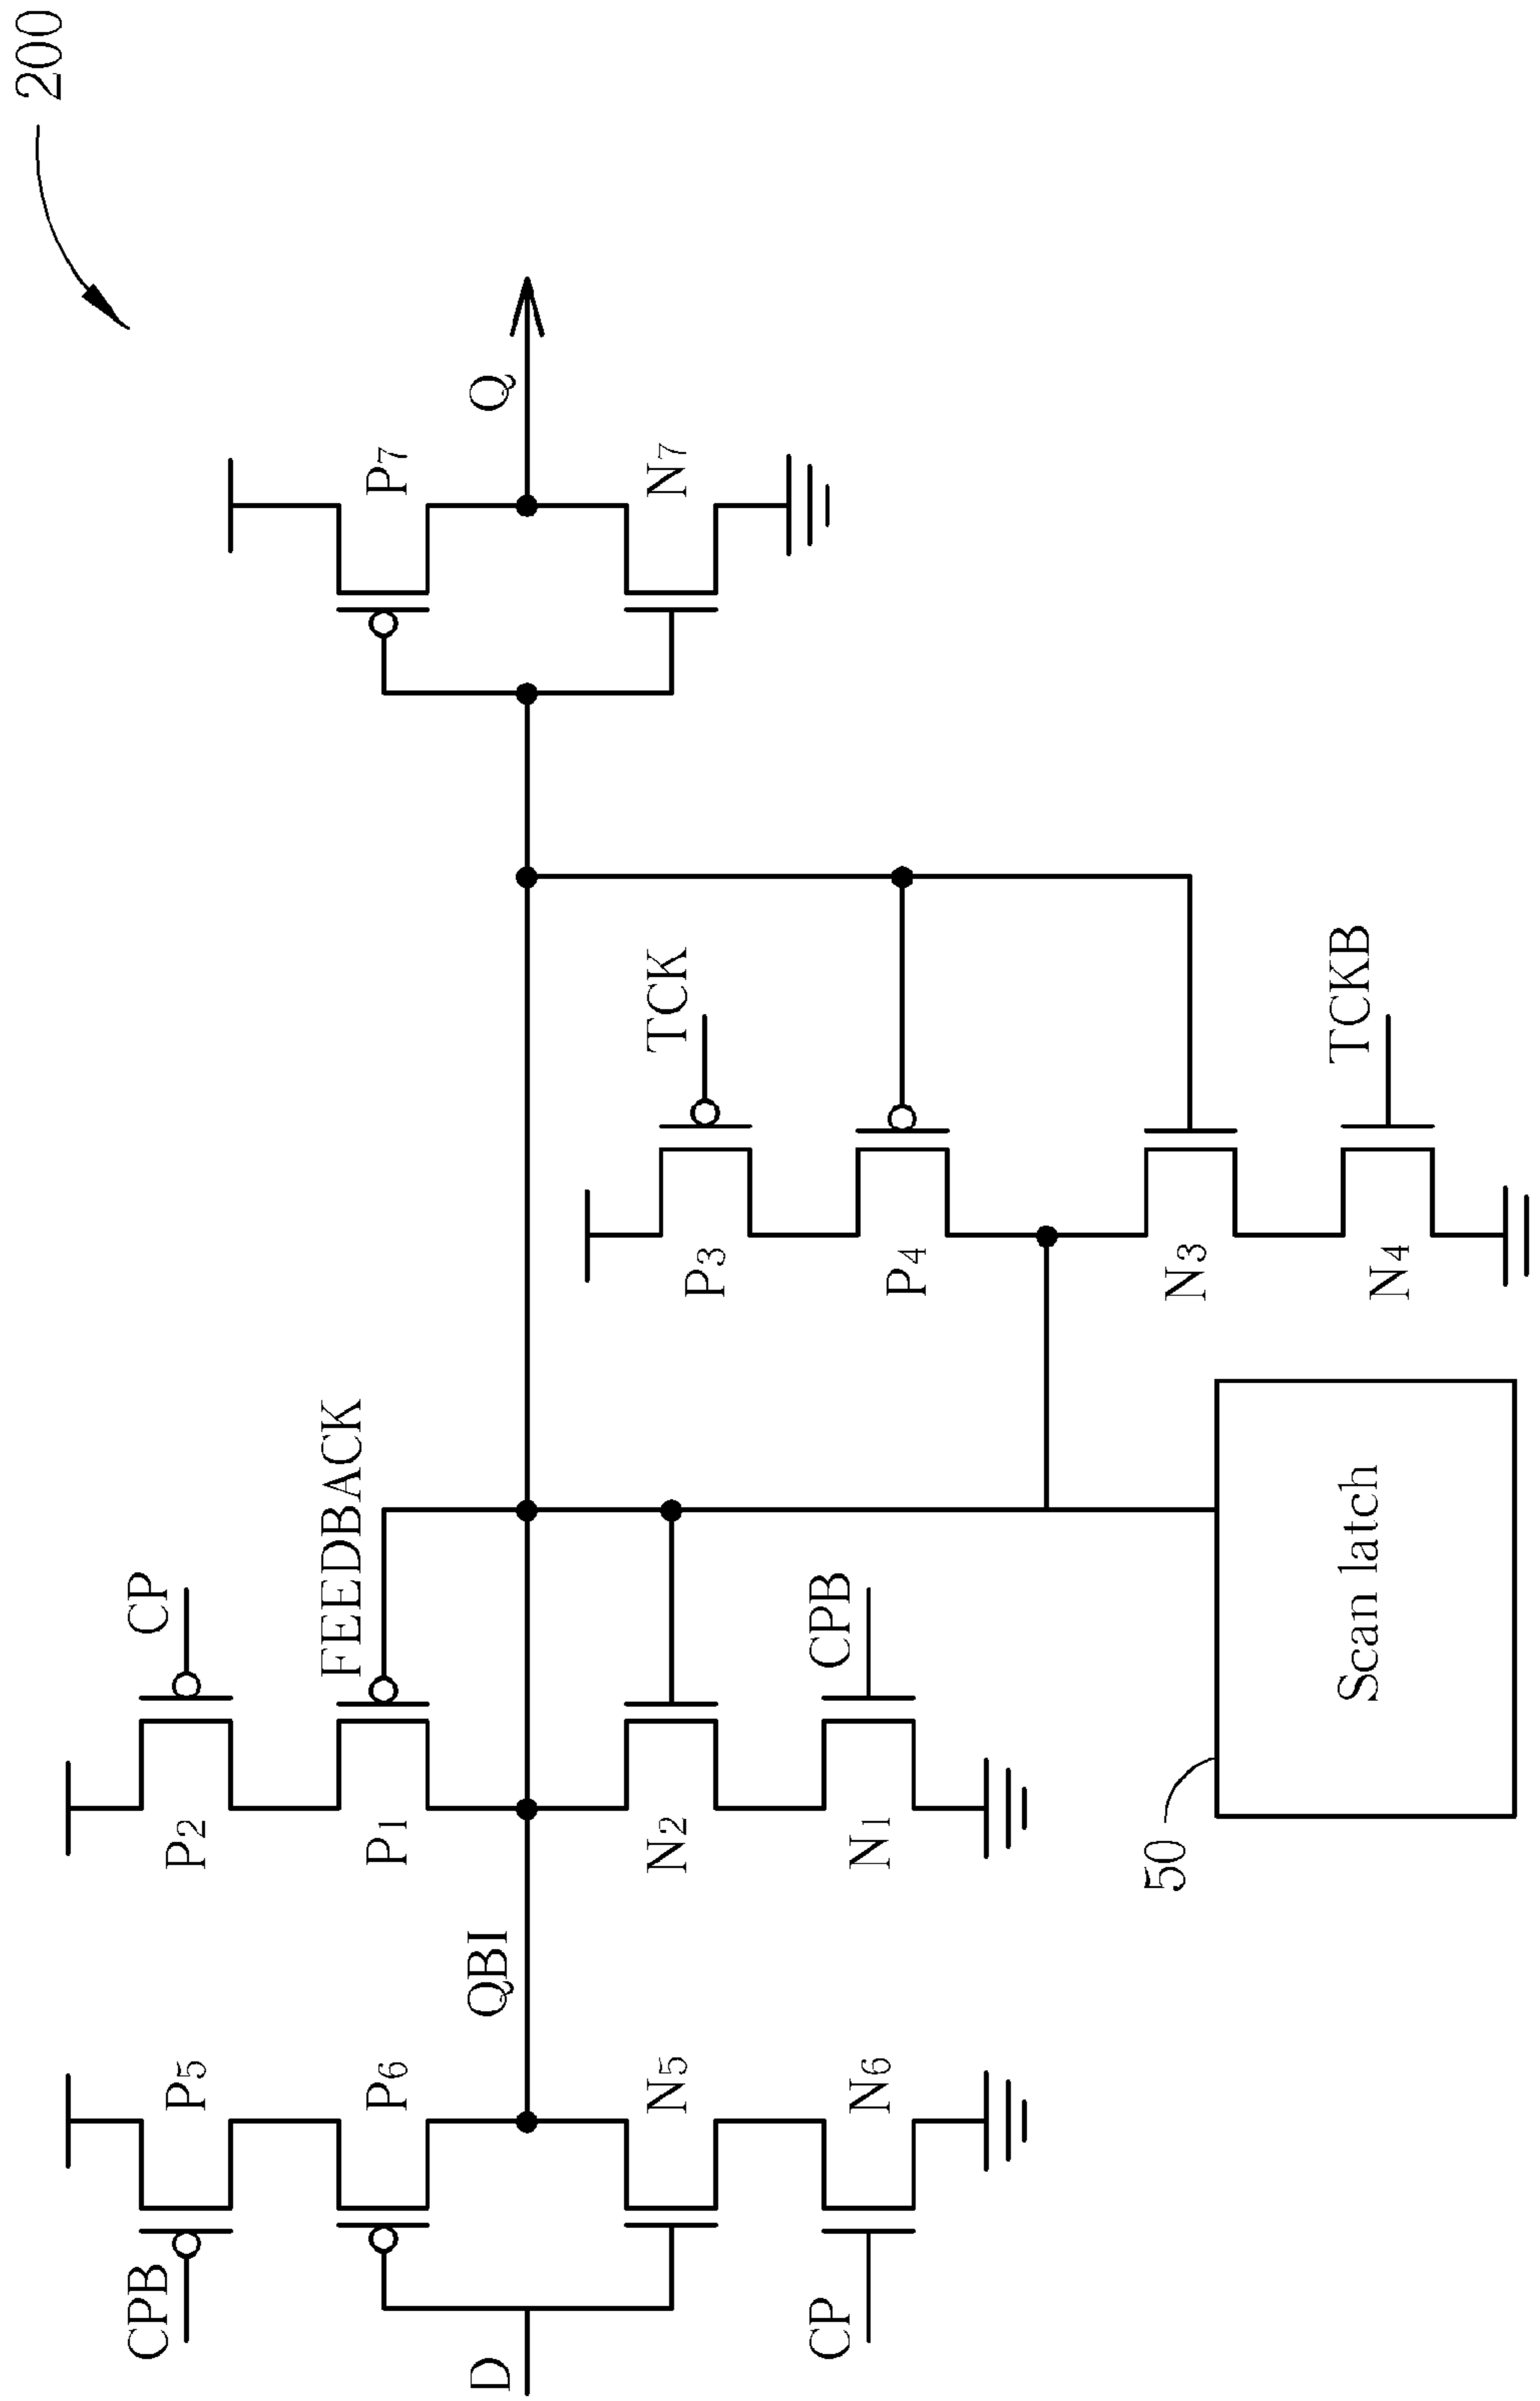 200
CPB
D
CP
P5
P6
N5
N6
QBI
P2
P1
N2
N1
CP
FEEDBACK
CPB
50
Scan latch
P3
P4
N3
N4
TCK
TCKB
P7
N7
Q